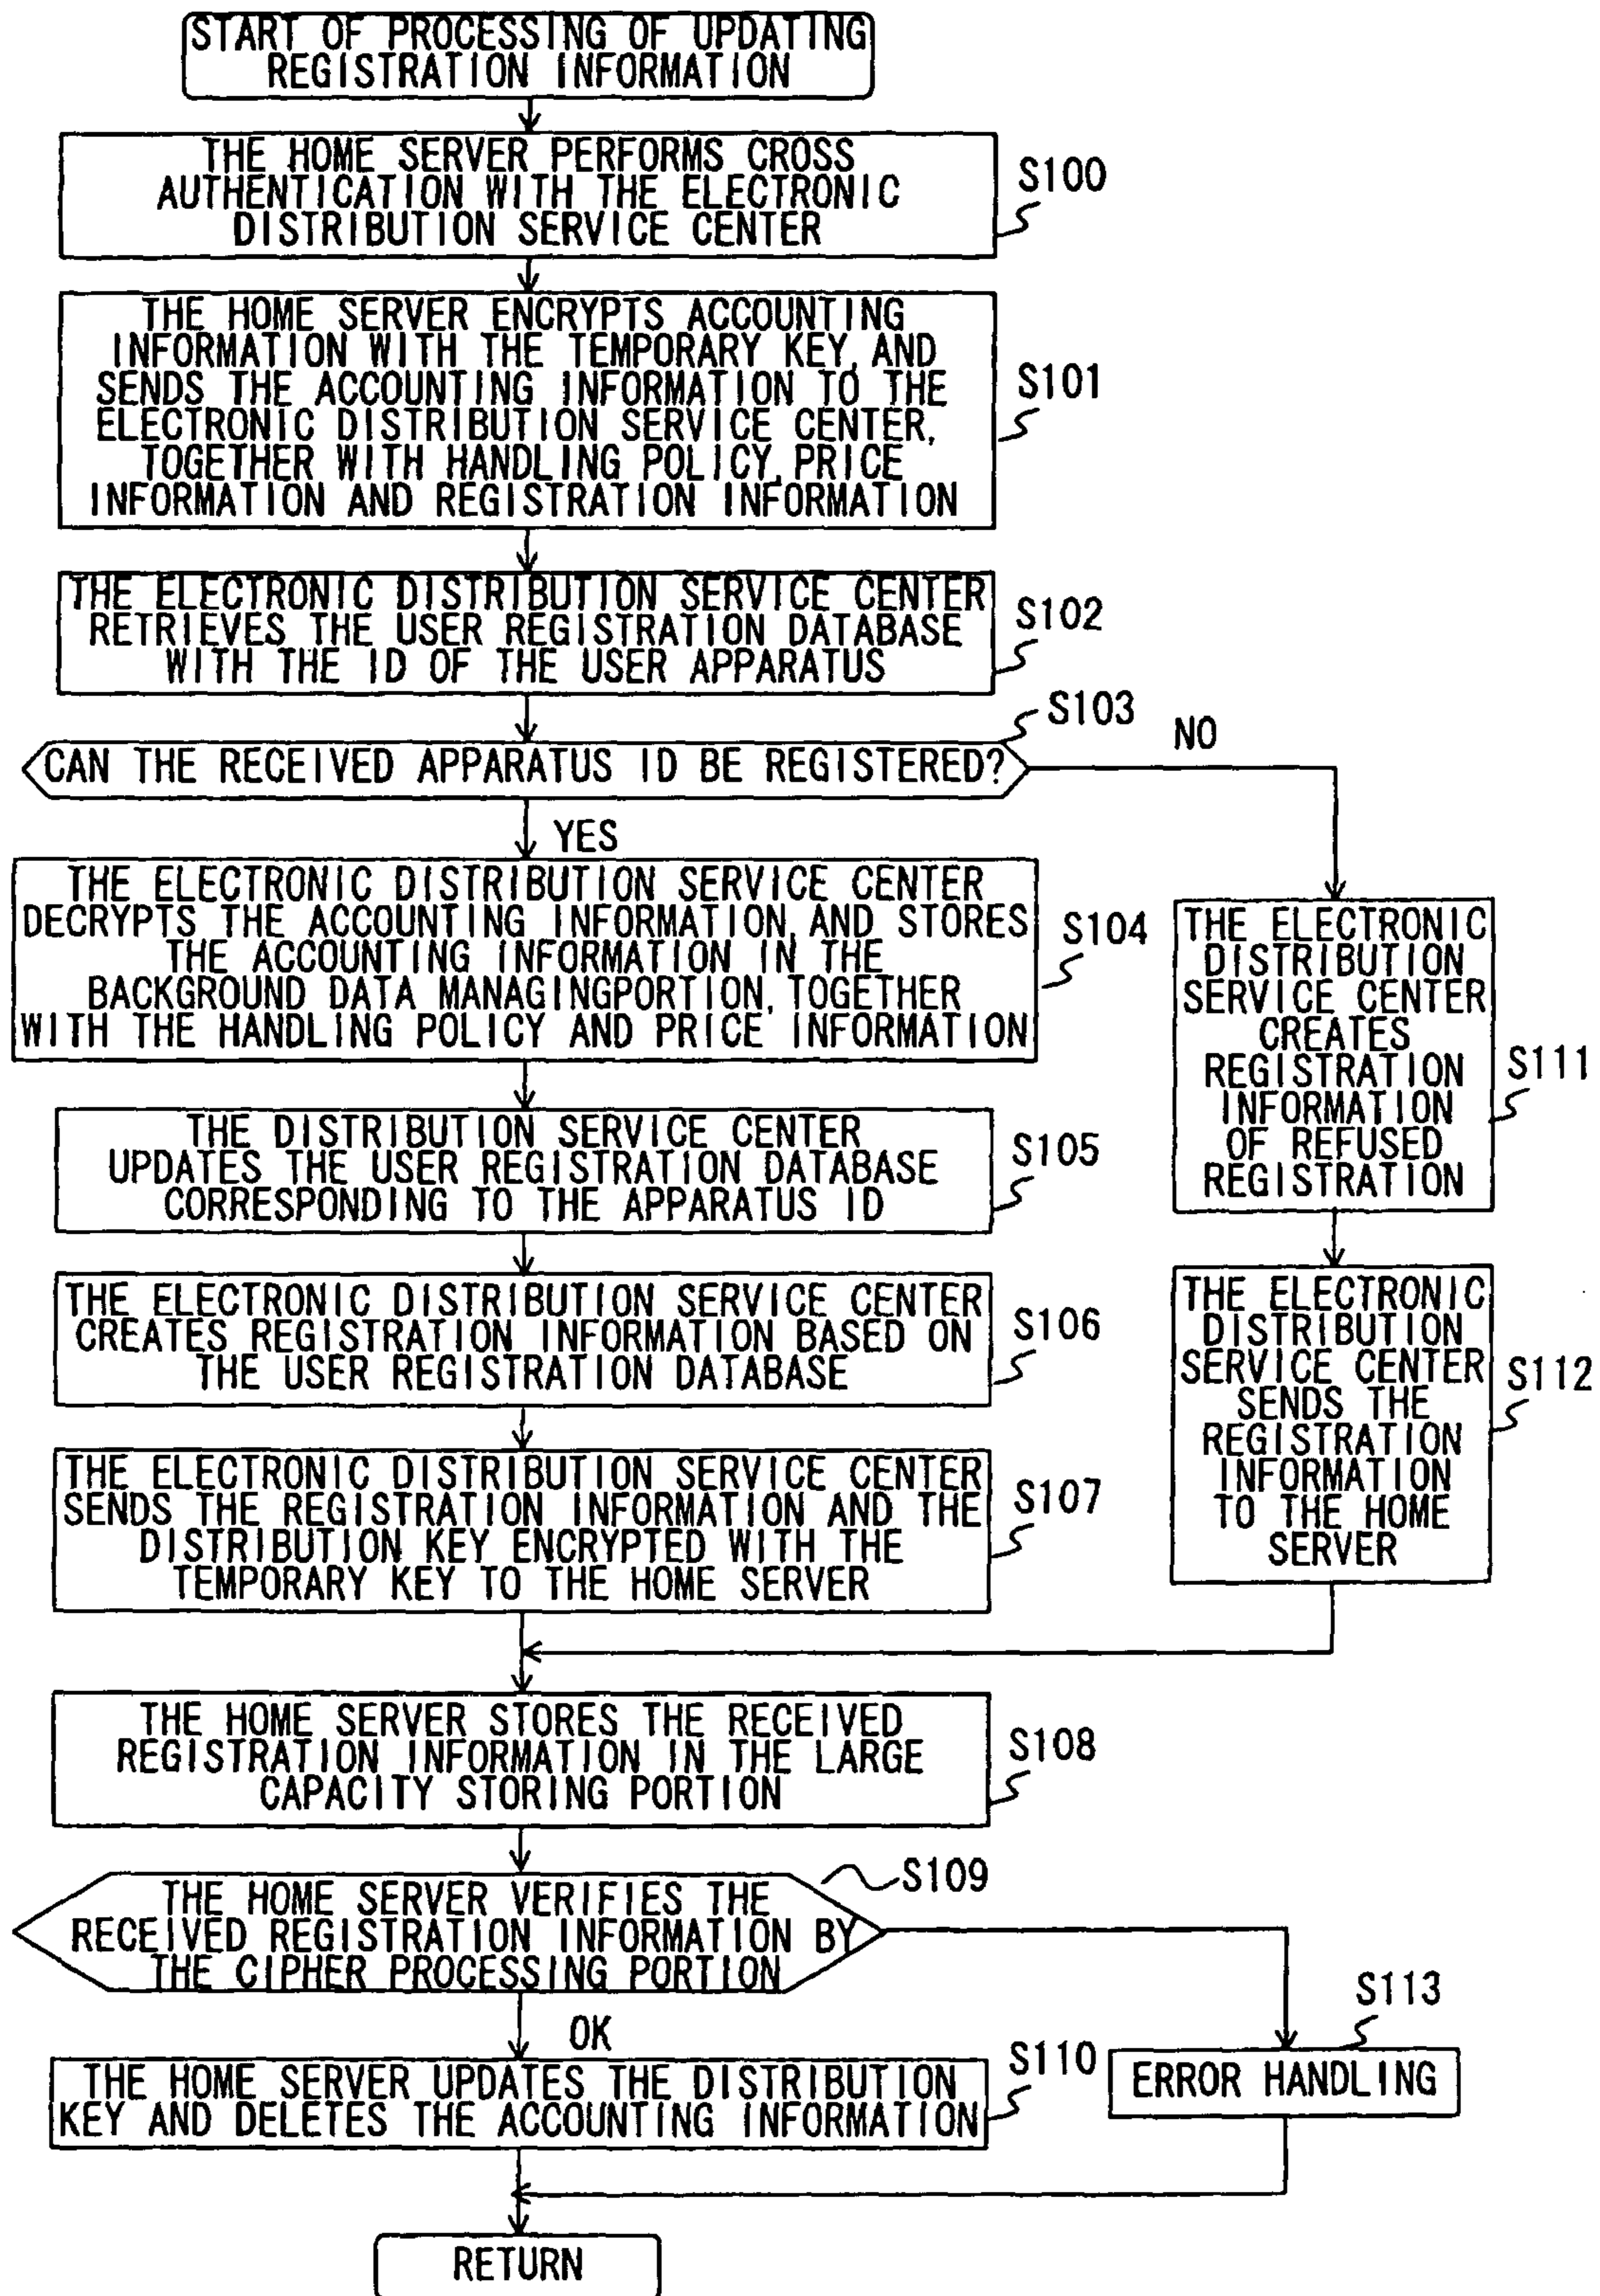 START OF PROCESSING OF UPDATING
REGISTRATION INFORMATION
THE HOME SERVER PERFORMS CROSS
AUTHENTICATION WITH THE ELECTRONIC
DISTRIBUTION SERVICE CENTER
S100
THE HOME SERVER ENCRYPTS ACCOUNTING
INFORMATION WITH THE TEMPORARY KEY, AND
SENDS THE ACCOUNTING INFORMATION TO THE
ELECTRONIC DISTRIBUTION SERVICE CENTER,
TOGETHER WITH HANDLING POLICY, PRICE
INFORMATION AND REGISTRATION INFORMATION
S101
THE ELECTRONIC DISTRIBUTION SERVICE CENTER
RETRIEVES THE USER REGISTRATION DATABASE
WITH THE ID OF THE USER APPARATUS
S102
CAN THE RECEIVED APPARATUS ID BE REGISTERED?
S103
NO
YES
THE ELECTRONIC DISTRIBUTION SERVICE CENTER
DECRYPTS THE ACCOUNTING INFORMATION, AND STORES
THE ACCOUNTING INFORMATION IN THE
BACKGROUND DATA MANAGINGPORTION, TOGETHER
WITH THE HANDLING POLICY AND PRICE INFORMATION
S104
THE DISTRIBUTION SERVICE CENTER
UPDATES THE USER REGISTRATION DATABASE
CORRESPONDING TO THE APPARATUS ID
S105
THE ELECTRONIC DISTRIBUTION SERVICE CENTER
CREATES REGISTRATION INFORMATION BASED ON
THE USER REGISTRATION DATABASE
S106
THE ELECTRONIC DISTRIBUTION SERVICE CENTER
SENDS THE REGISTRATION INFORMATION AND THE
DISTRIBUTION KEY ENCRYPTED WITH THE
TEMPORARY KEY TO THE HOME SERVER
S107
THE ELECTRONIC
DISTRIBUTION
SERVICE CENTER
CREATES
REGISTRATION
INFORMATION
OF REFUSED
REGISTRATION
S111
THE ELECTRONIC
DISTRIBUTION
SERVICE CENTER
SENDS THE
REGISTRATION
INFORMATION
TO THE HOME
SERVER
S112
THE HOME SERVER STORES THE RECEIVED
REGISTRATION INFORMATION IN THE LARGE
CAPACITY STORING PORTION
S108
THE HOME SERVER VERIFIES THE
RECEIVED REGISTRATION INFORMATION BY
THE CIPHER PROCESSING PORTION
S109
OK
THE HOME SERVER UPDATES THE DISTRIBUTION
KEY AND DELETES THE ACCOUNTING INFORMATION
S110
S113
ERROR HANDLING
RETURN